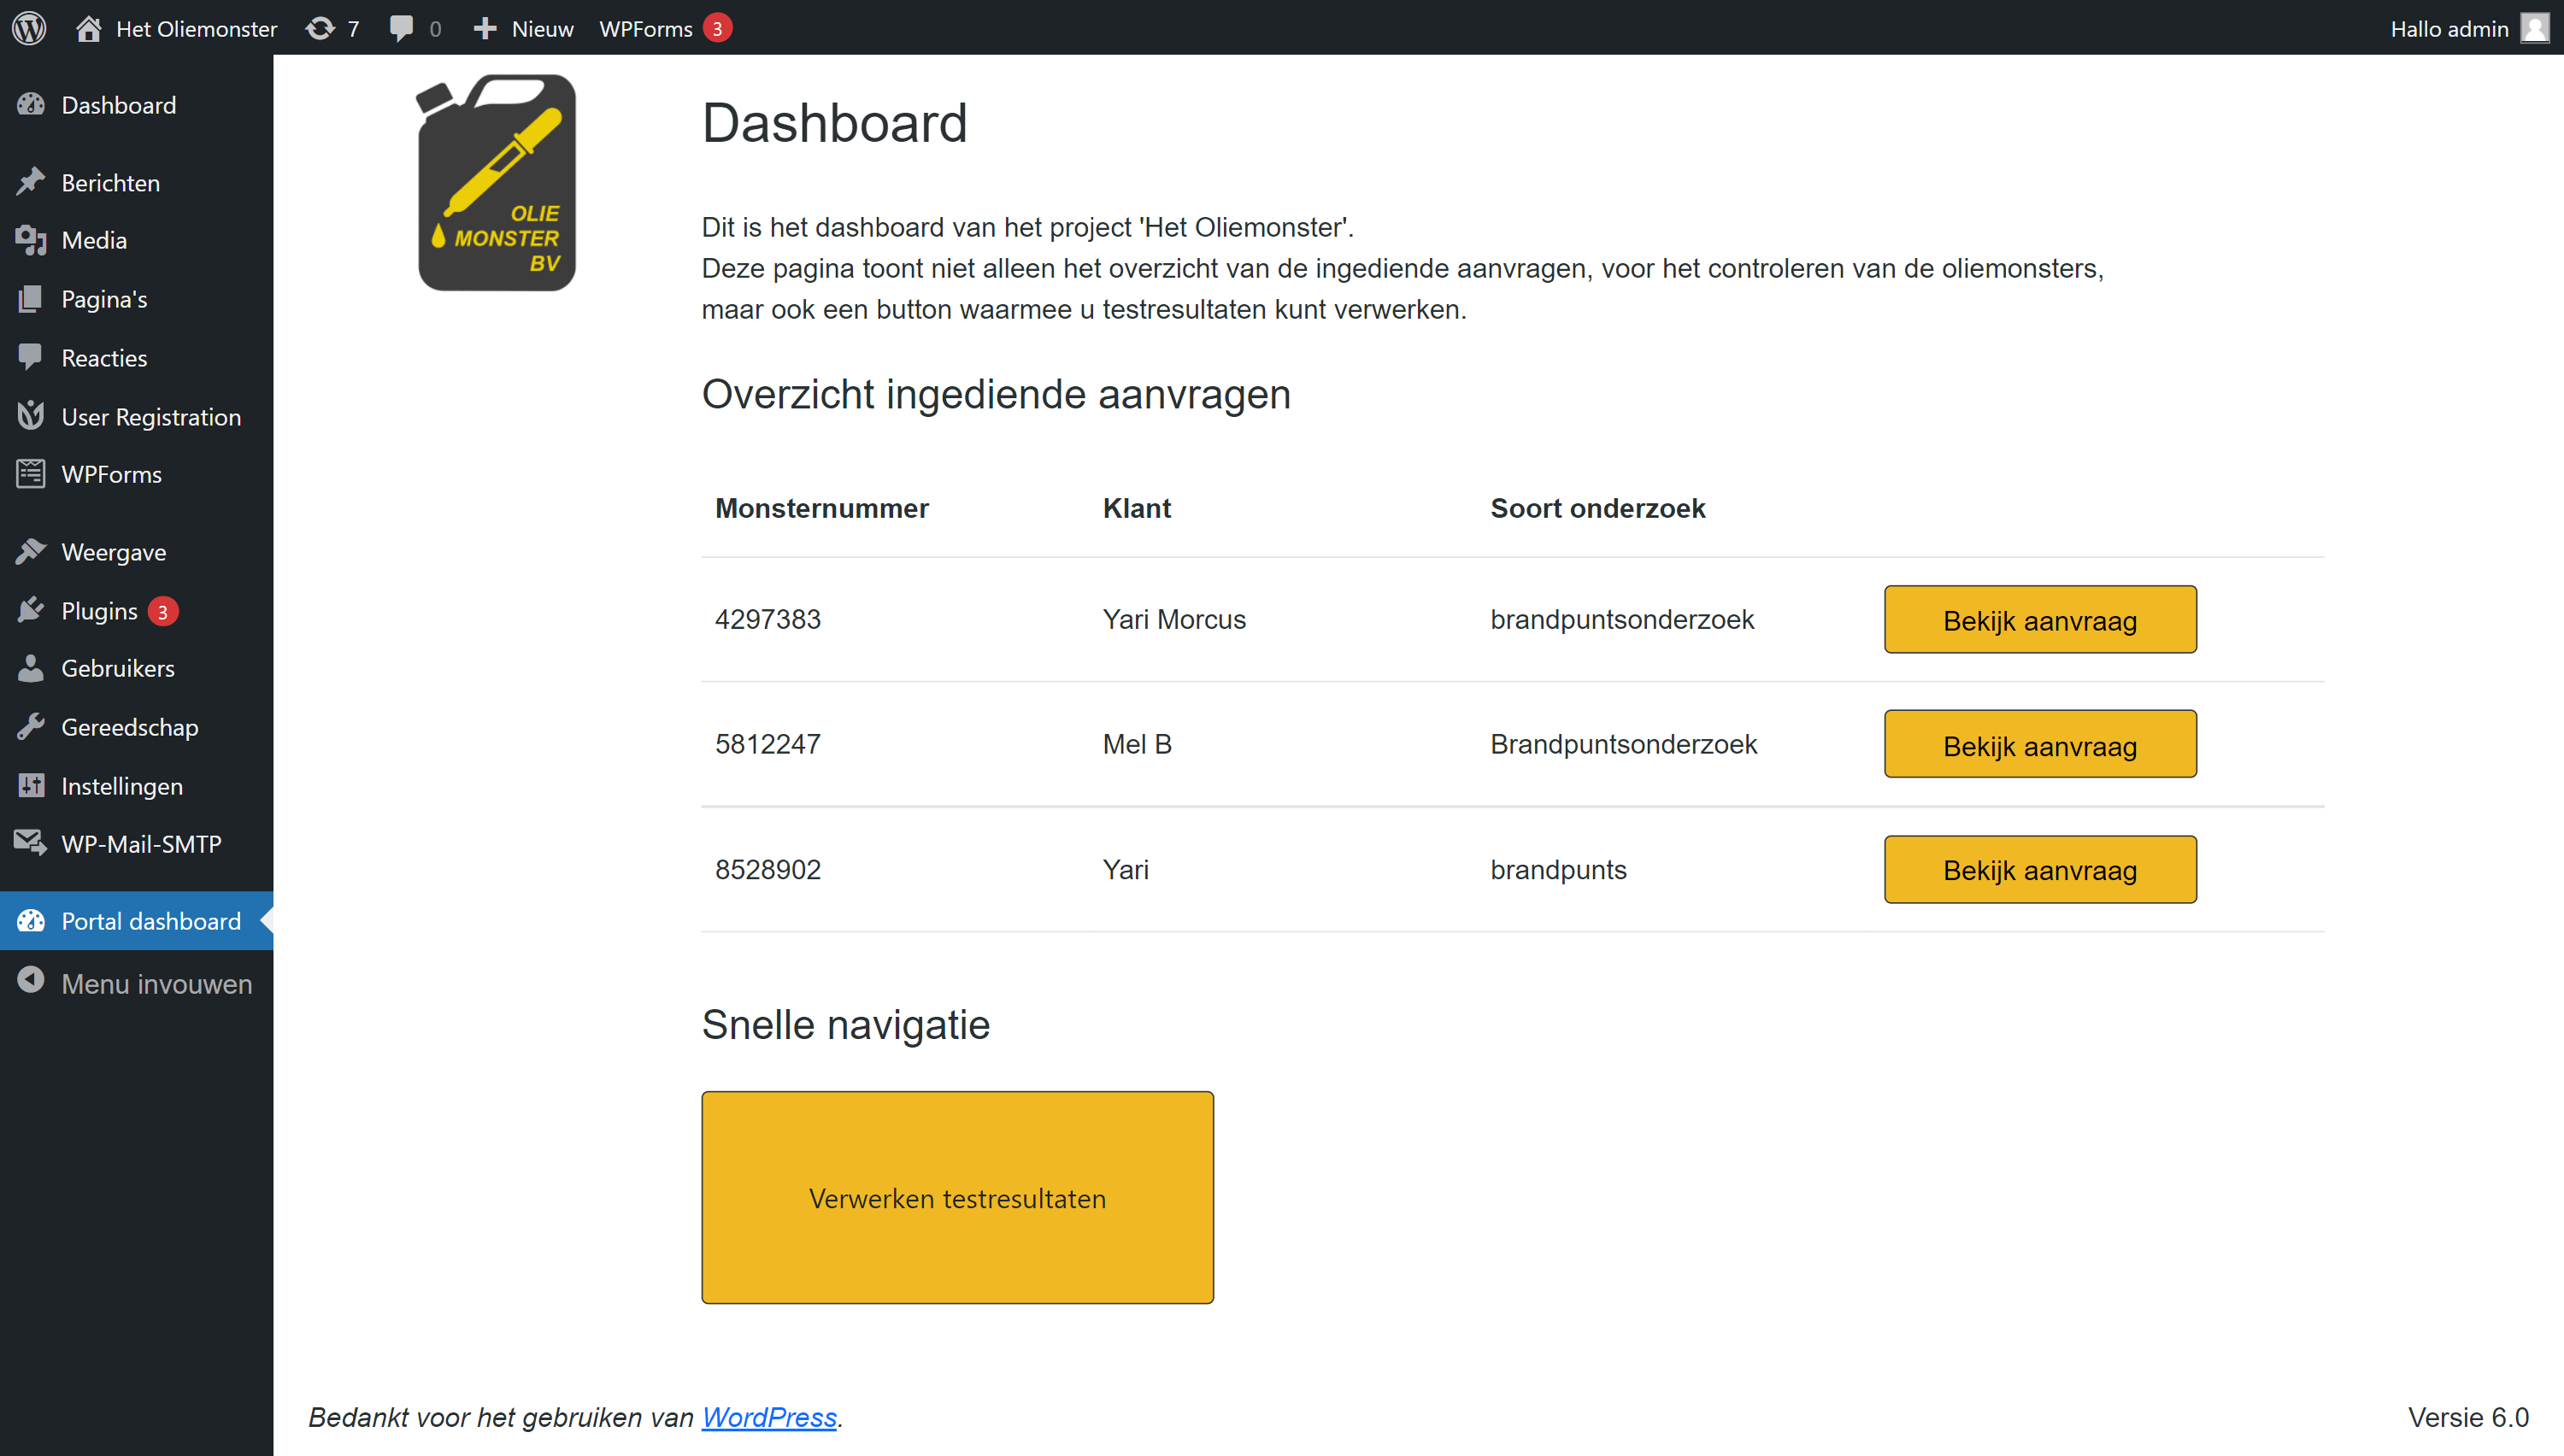 Het Oliemonster 7 0 Nieuw WPForms 3 Hallo admin
Dashboard
Berichten
Media
Pagina's
Reacties
User Registration
WPForms
Weergave
Plugins 3
Gebruikers
Gereedschap
Instellingen
WP-Mail-SMTP
Portal dashboard
Menu invouwen
OLIE
MONSTER
BV
Dashboard
Dit is het dashboard van het project 'Het Oliemonster'.
Deze pagina toont niet alleen het overzicht van de ingediende aanvragen, voor het controleren van de oliemonsters,
maar ook een button waarmee u testresultaten kunt verwerken.
Overzicht ingediende aanvragen
Monsternummer Klant Soort onderzoek
4297383 Yari Morcus brandpuntsonderzoek Bekijk aanvraag
5812247 Mel B Brandpuntsonderzoek Bekijk aanvraag
8528902 Yari brandpunts Bekijk aanvraag
Snelle navigatie
Verwerken testresultaten
Bedankt voor het gebruiken van WordPress. Versie 6.0